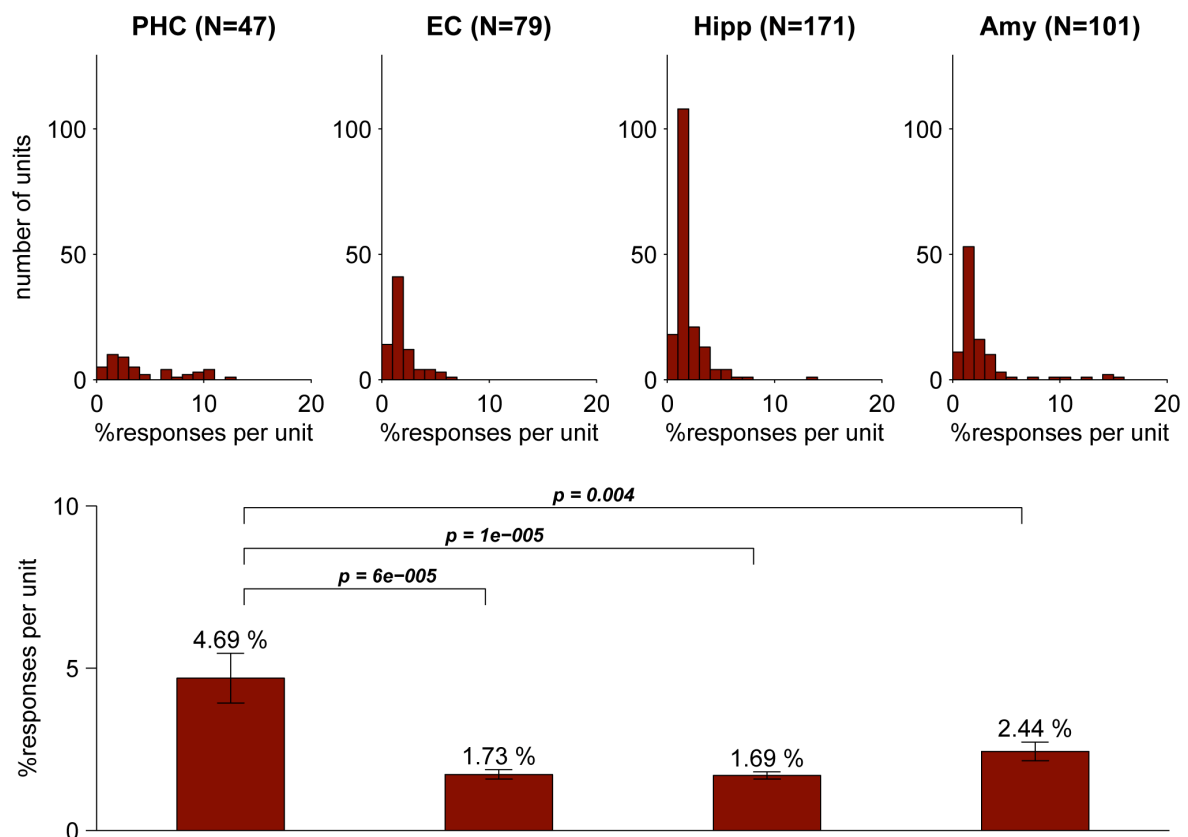 PHC (N=47) EC (N=79) Hipp (N=171) Amy (N=101)
number of units
100 100 100 100
50 50 50 50
0 0 0 0
0 10 20 0 10 20 0 10 20 0 10 20
%responses per unit %responses per unit %responses per unit %responses per unit
%responses per unit
10
p = 0.004
p = 1e−005
p = 6e−005
4.69 %
5
2.44 %
1.73 % 1.69 %
0